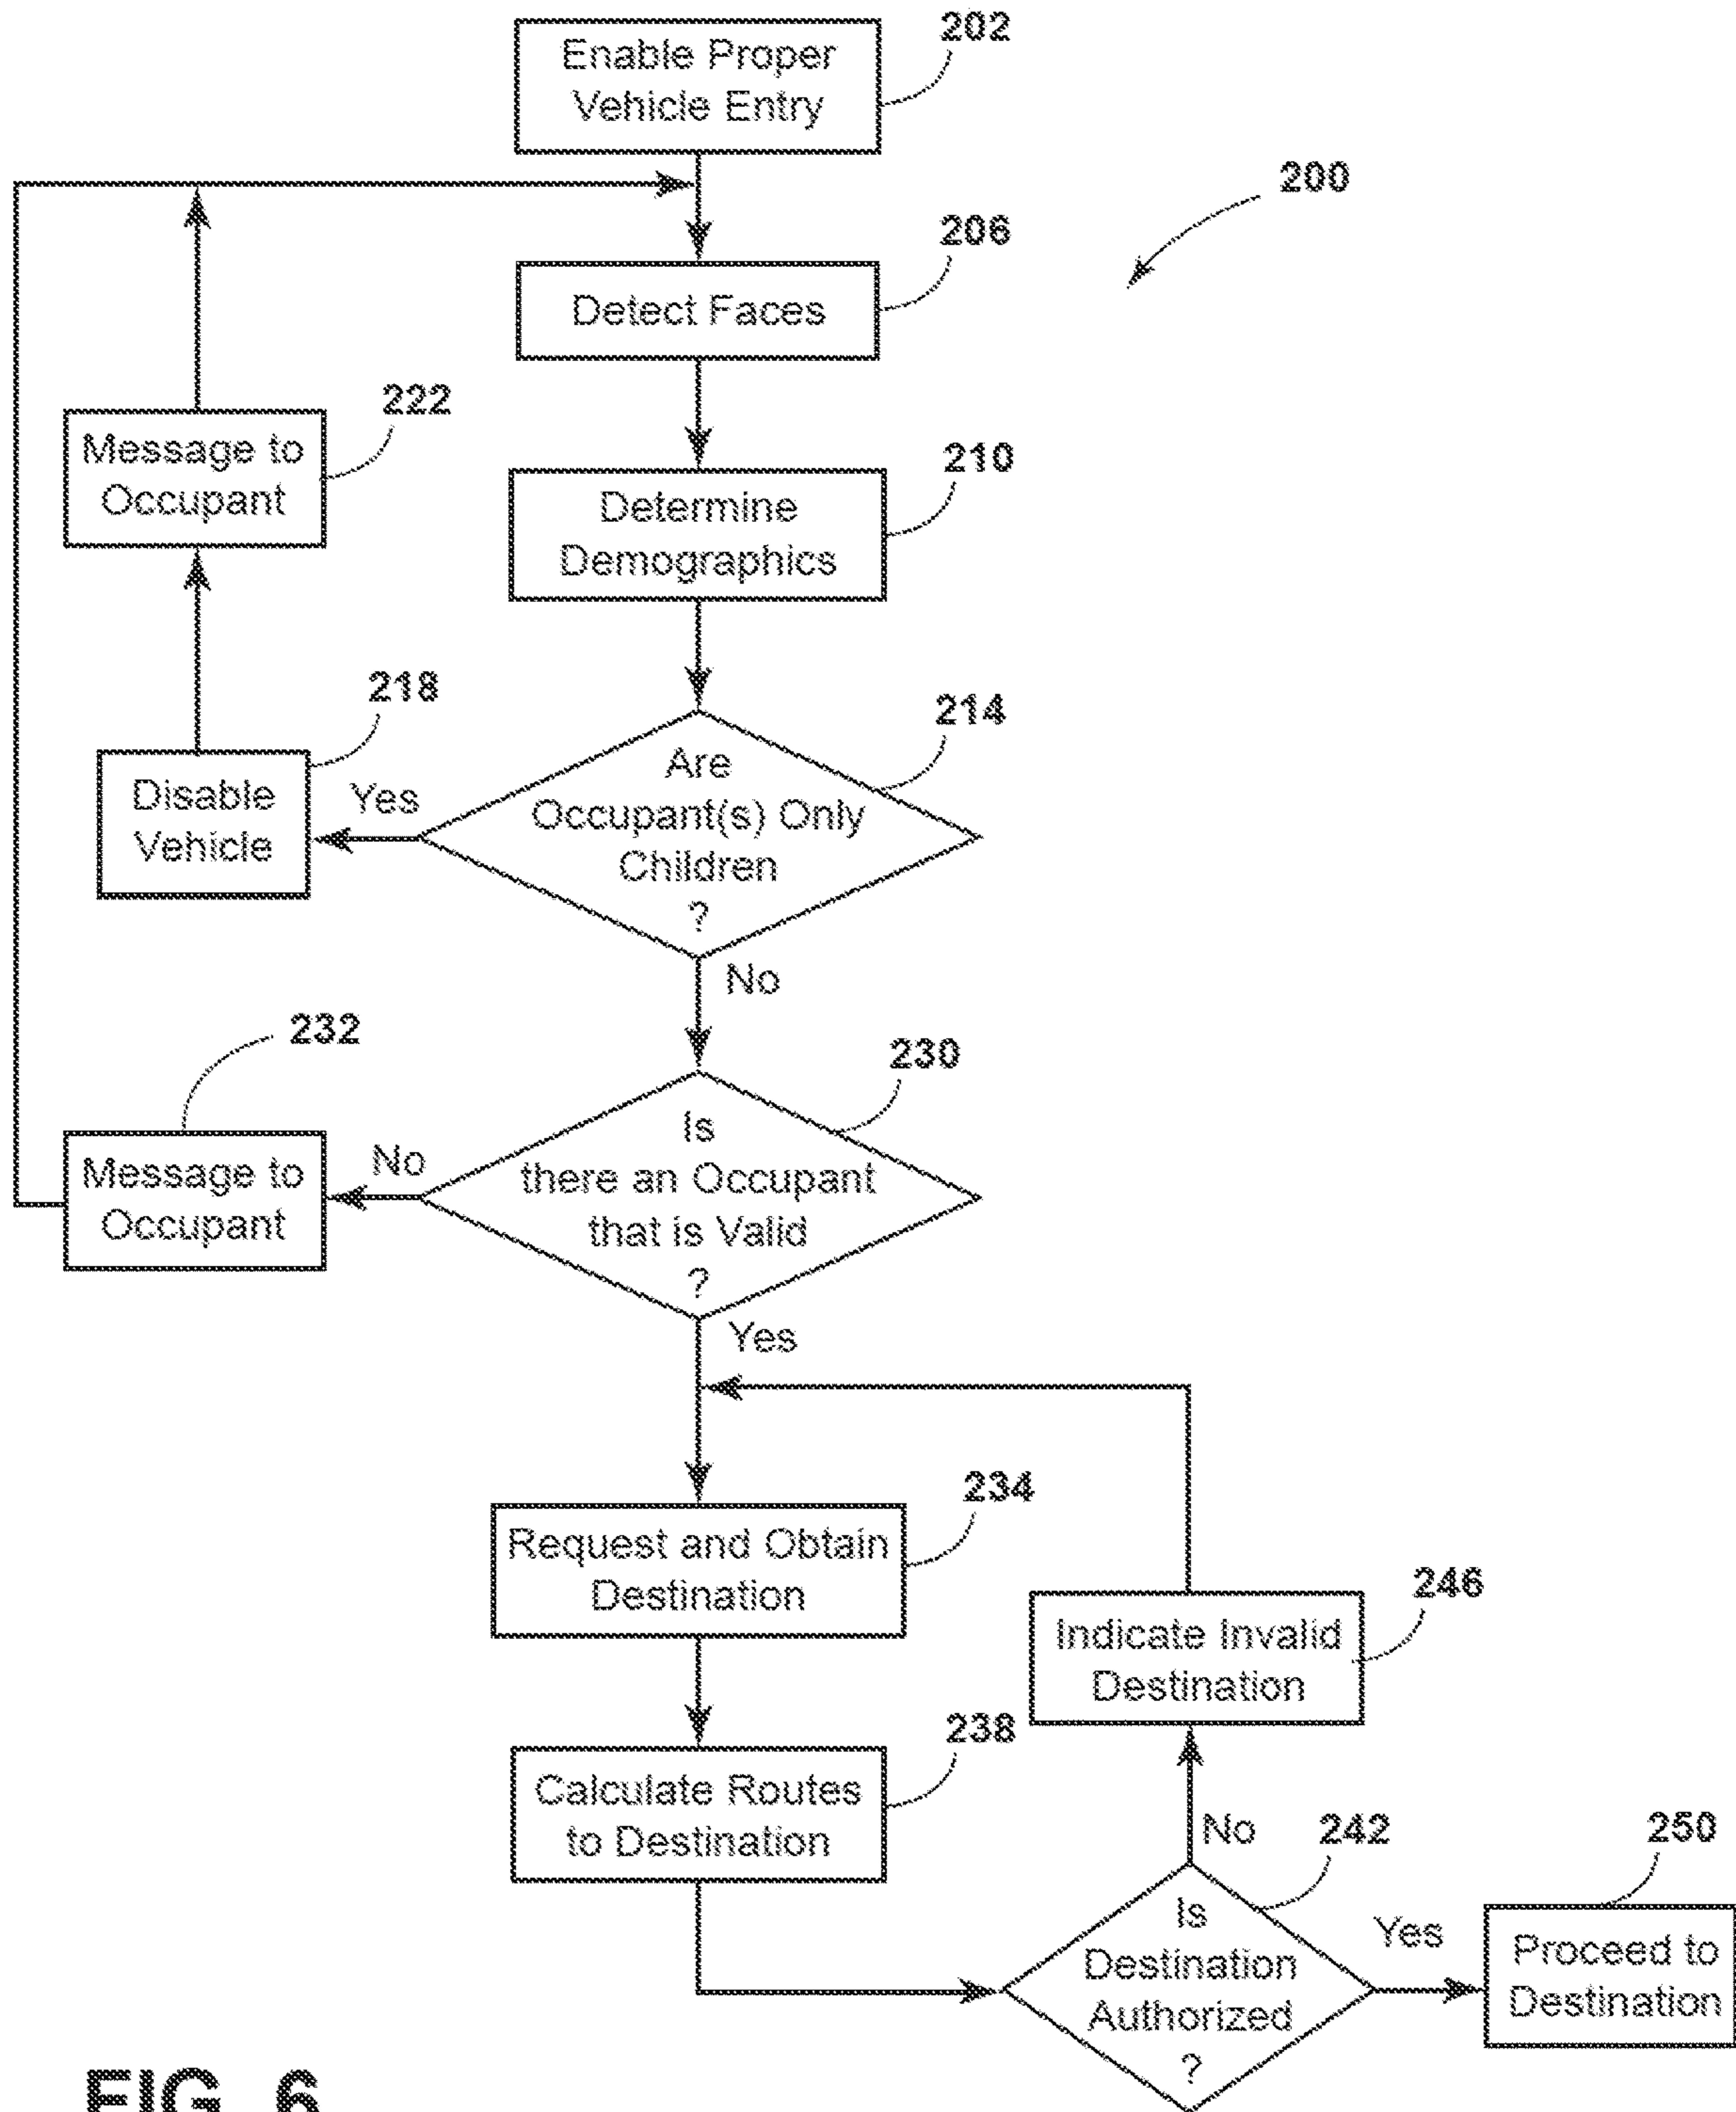 202
Enable Proper
Vehicle Entry
200
206
Detect Faces
222
Message to
Occupant
210
Determine
Demographics
218
Disable
Vehicle
Yes
214
Are
Occupant(s) Only
Children
?
No
232
Message to
Occupant
No
230
Is
there an Occupant
that is Valid
?
Yes
234
Request and Obtain
Destination
246
Indicate Invalid
Destination
238
Calculate Routes
to Destination
No
242
Is
Destination
Authorized
?
Yes
250
Proceed to
Destination
FIG. 6